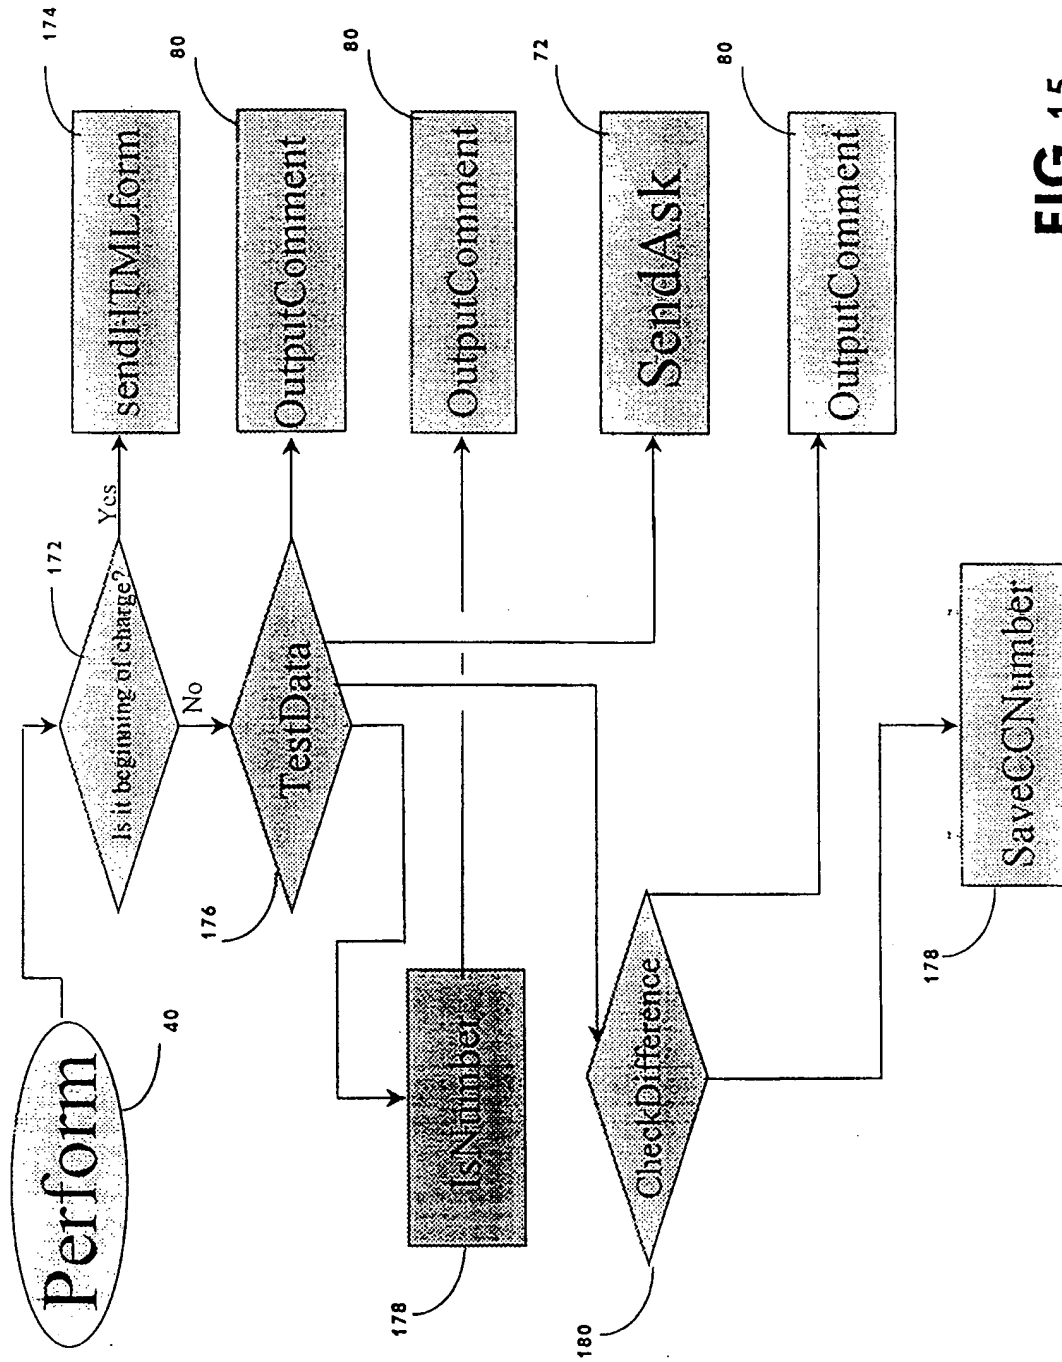 Perform
40
Is it beginning of charge?
172
Yes
sendHTMLform
174
No
TestData
176
OutputComment
80
IsNumber
178
OutputComment
80
SendAsk
72
CheckDifference
180
OutputComment
80
SaveCCNumber
178
FIG 15